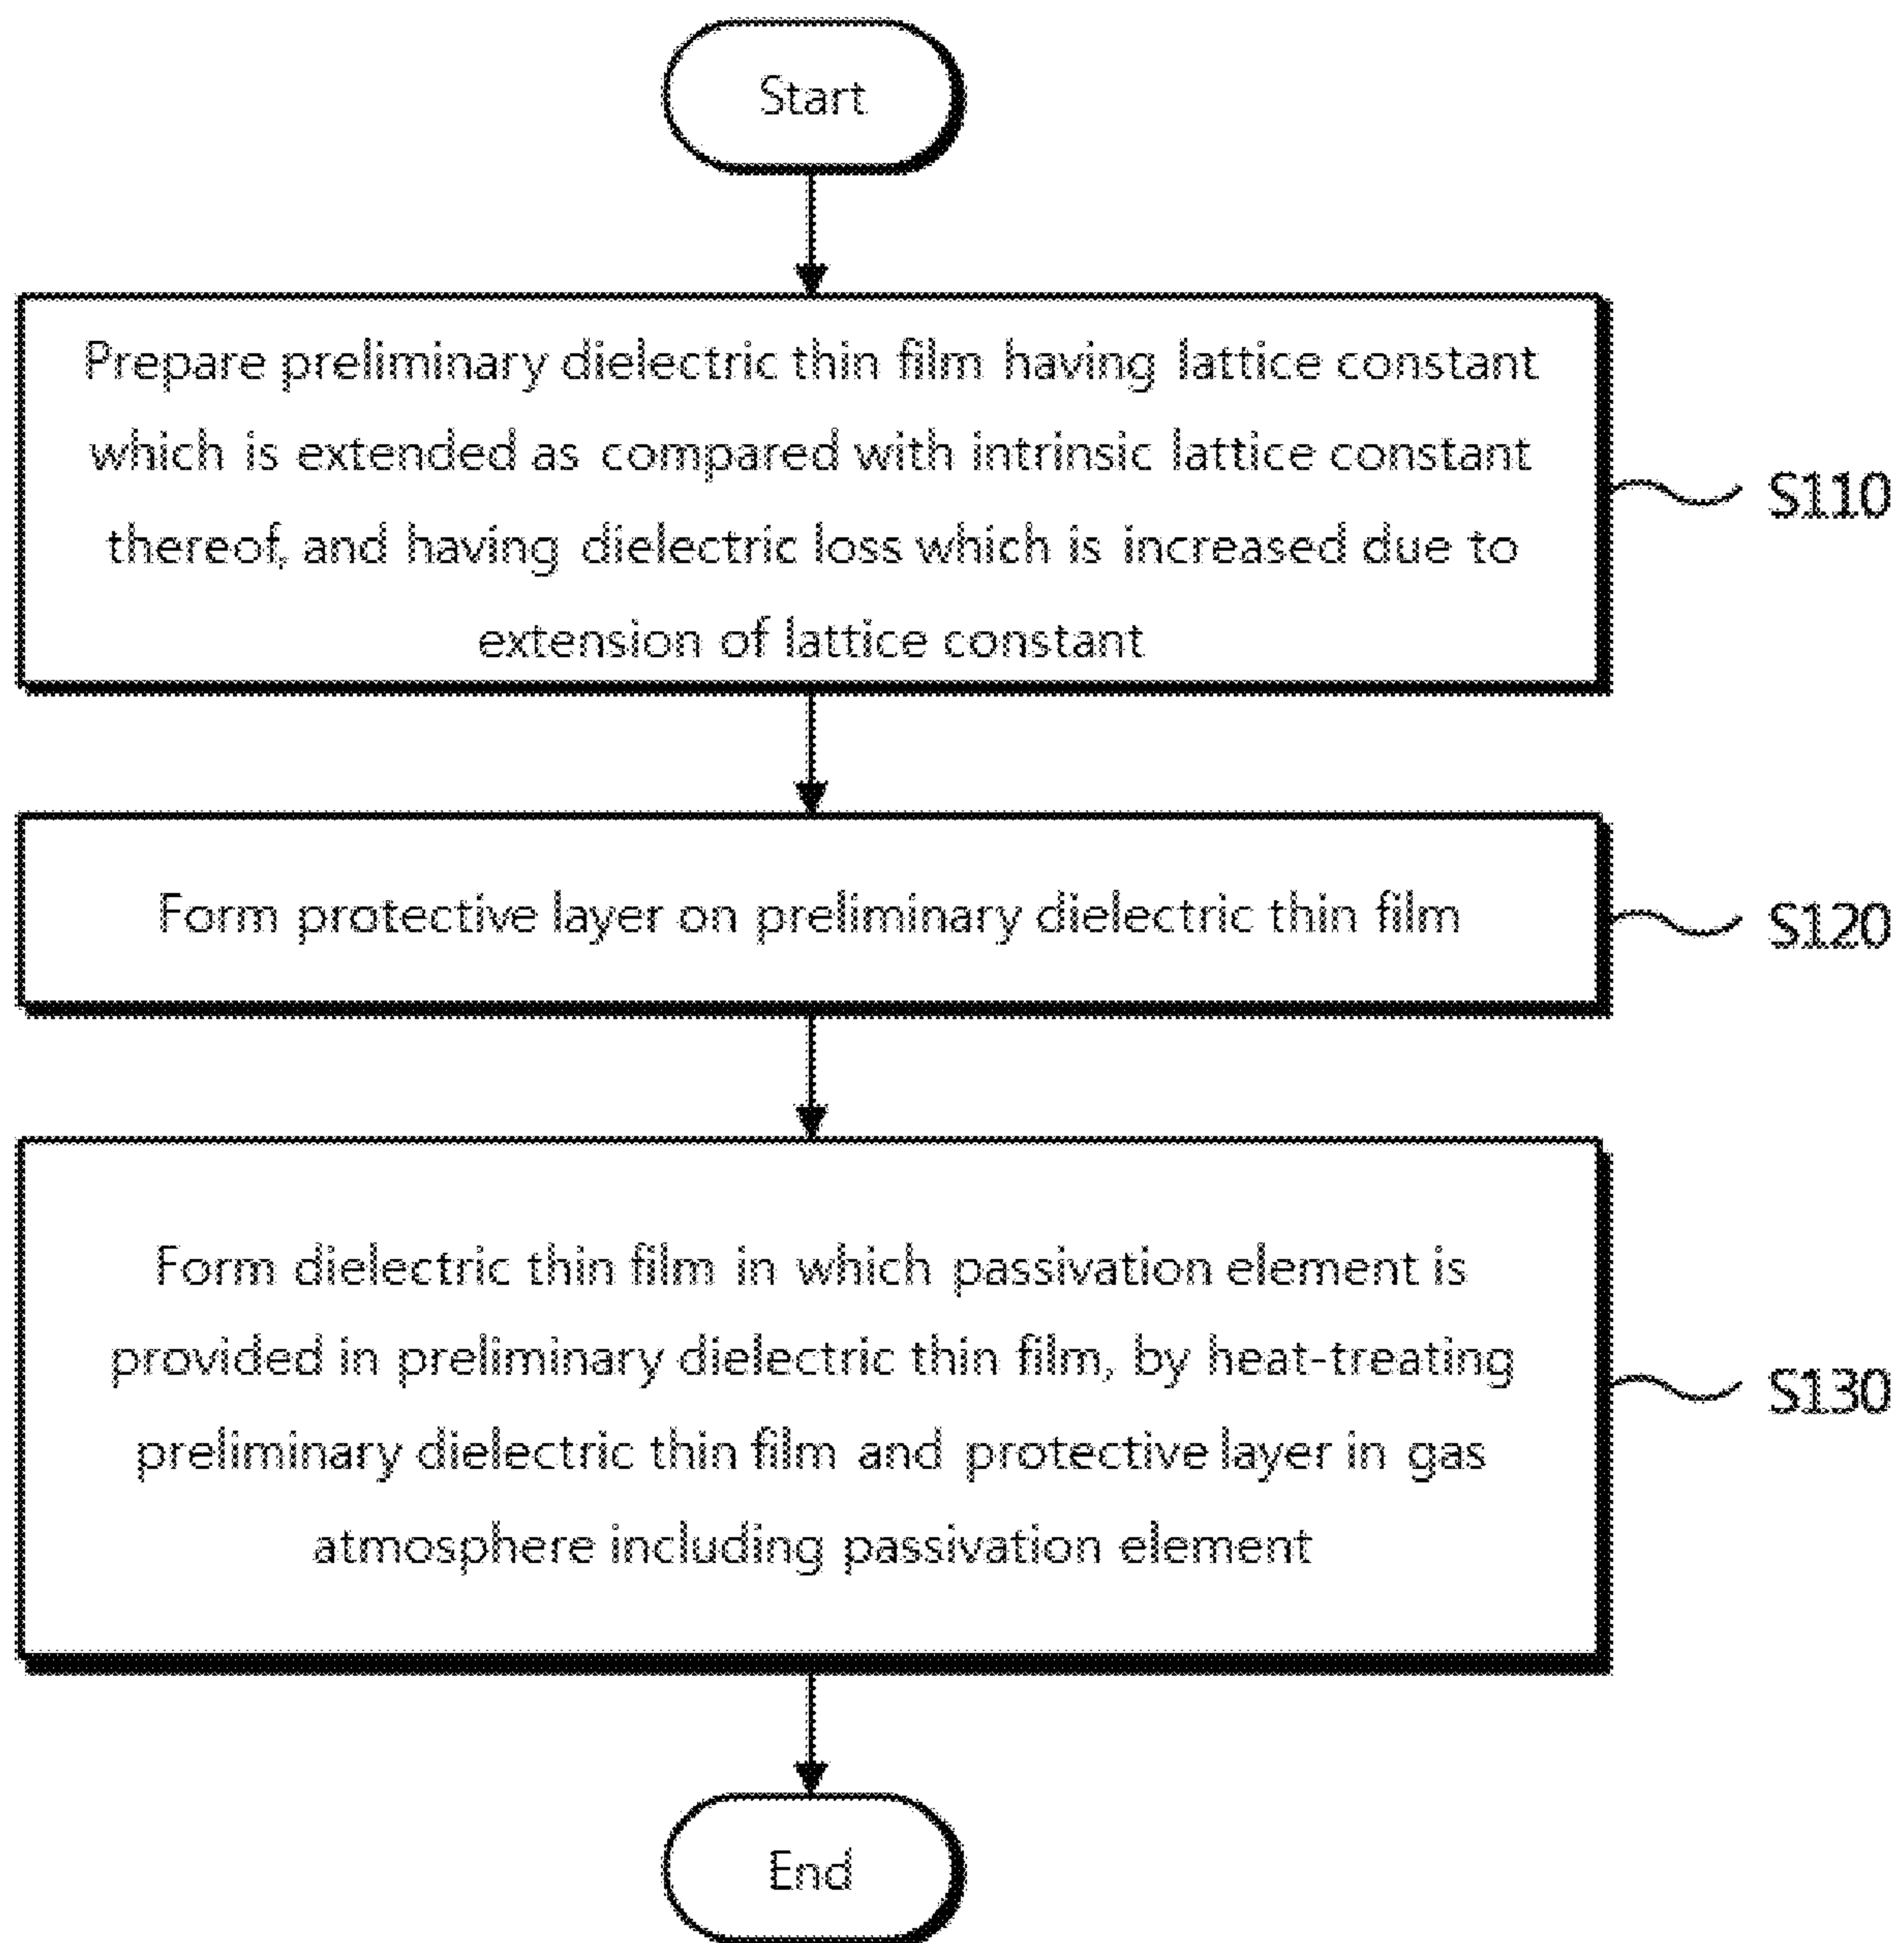 Start
Prepare preliminary dielectric thin film having lattice constant
which is extended as compared with intrinsic lattice constant
thereof, and having dielectric loss which is increased due to
extension of lattice constant
S110
Form protective layer on preliminary dielectric thin film
S120
Form dielectric thin film in which passivation element is
provided in preliminary dielectric thin film, by heat-treating
preliminary dielectric thin film and protective layer in gas
atmosphere including passivation element
S130
End